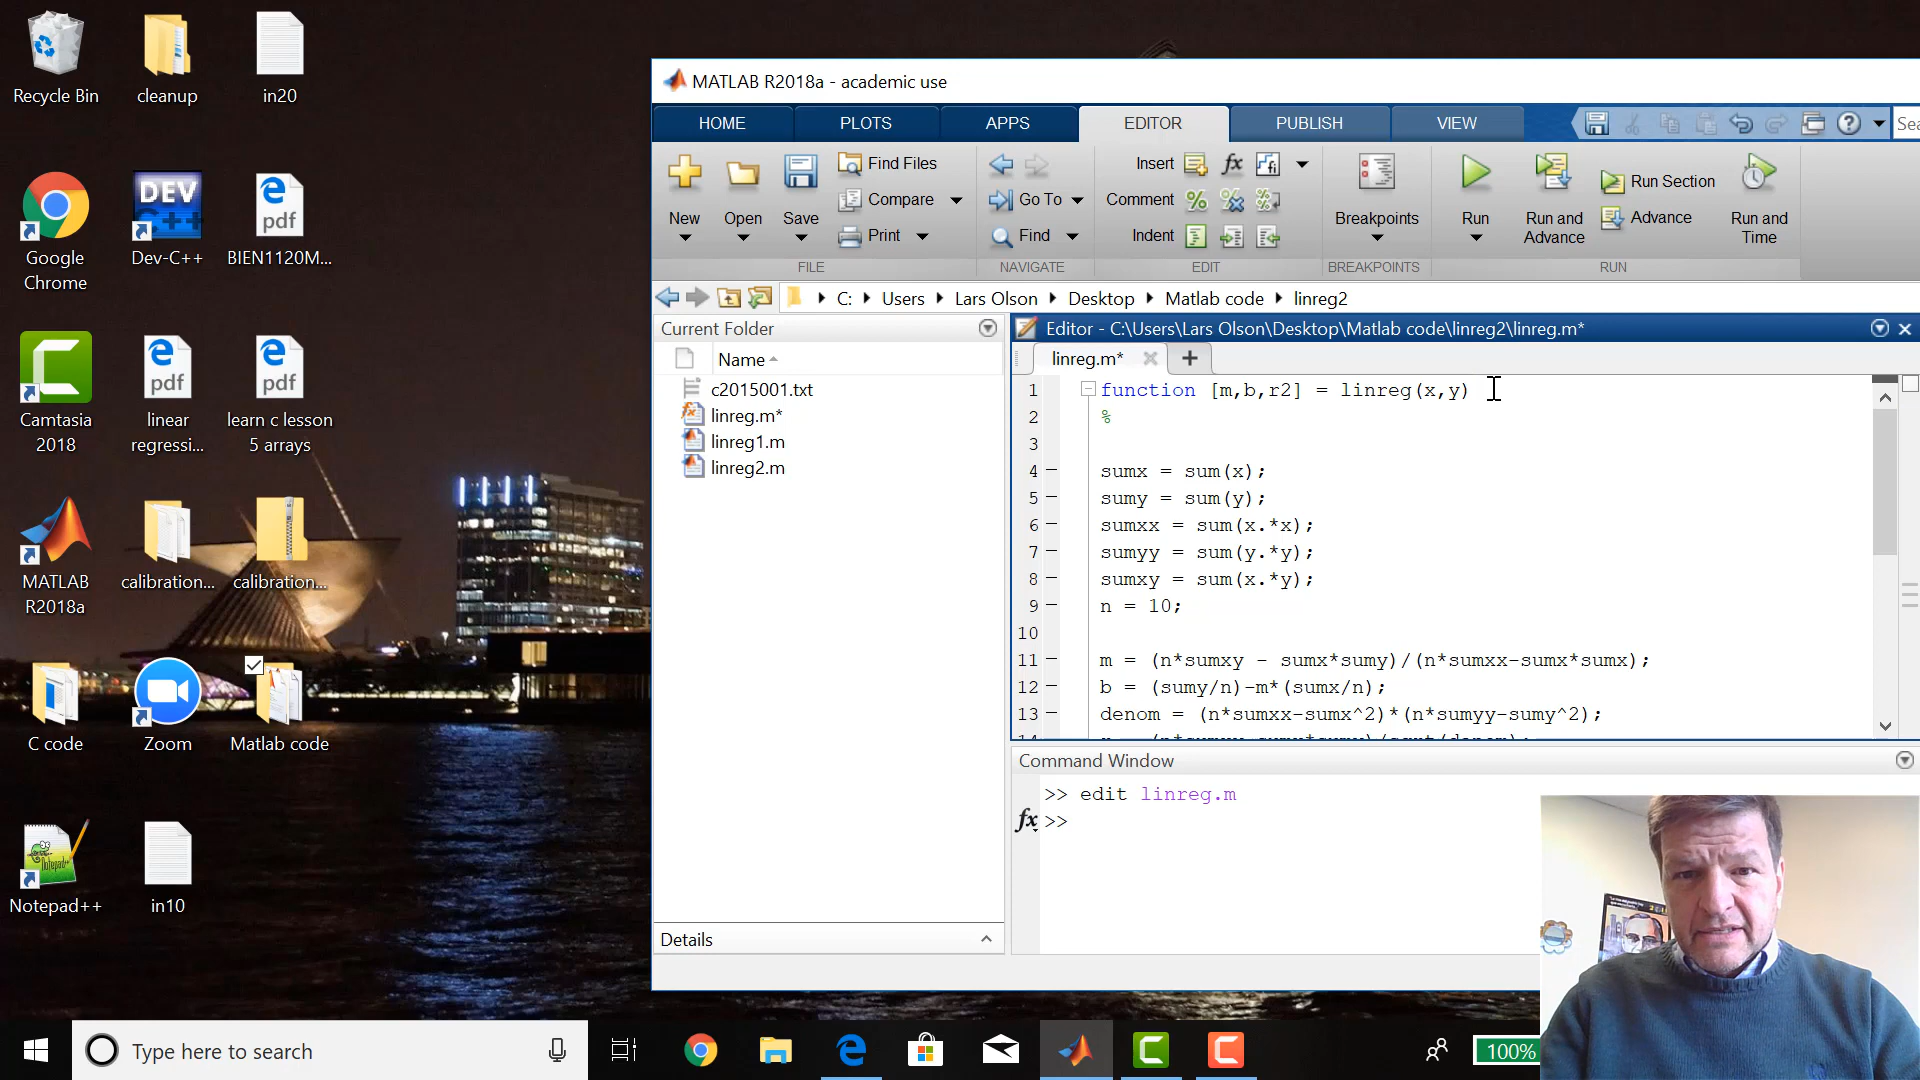 Recycle Bin
cleanup
in20
Google
Chrome
DEV
C++
Dev-C++
pdf
BIEN1120M...
Camtasia
2018
pdf
linear
regressi...
pdf
learn c lesson
5 arrays
MATLAB
R2018a
calibration...
calibration...
C code
Zoom
Matlab code
Notepad++
in10
MATLAB R2018a - academic use
HOME
PLOTS
APPS
EDITOR
PUBLISH
VIEW
Sea
New
Open
Save
Find Files
Compare
Print
FILE
Go To
Find
NAVIGATE
Insert
fx
Comment
Indent
EDIT
Breakpoints
BREAKPOINTS
Run
Run and
Advance
Run Section
Advance
Run and
Time
RUN
C: Users Lars Olson Desktop Matlab code linreg2
Current Folder
Name
c2015001.txt
linreg.m*
linreg1.m
linreg2.m
Details
Editor - C:\Users\Lars Olson\Desktop\Matlab code\linreg2\linreg.m*
linreg.m*
1 function [m,b,r2] = linreg(x,y)
2 %
3
4 sumx = sum(x);
5 sumy = sum(y);
6 sumxx = sum(x.*x);
7 sumyy = sum(y.*y);
8 sumxy = sum(x.*y);
9 n = 10;
10
11 m = (n*sumxy - sumx*sumy)/(n*sumxx-sumx*sumx);
12 b = (sumy/n)-m*(sumx/n);
13 denom = (n*sumxx-sumx^2)*(n*sumyy-sumy^2);
Command Window
>> edit linreg.m
fx >>
Type here to search
100%